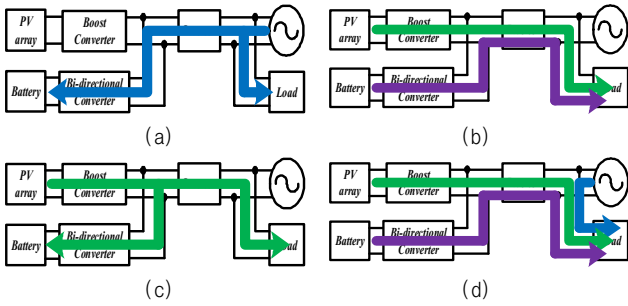 PV array
Boost Converter
Battery
Bi-directional Converter
Load
(a)
PV array
Boost Converter
Battery
Bi-directional Converter
(b)
PV array
Boost Converter
Battery
Bi-directional Converter
(c)
PV array
Boost Converter
Battery
Bi-directional Converter
(d)